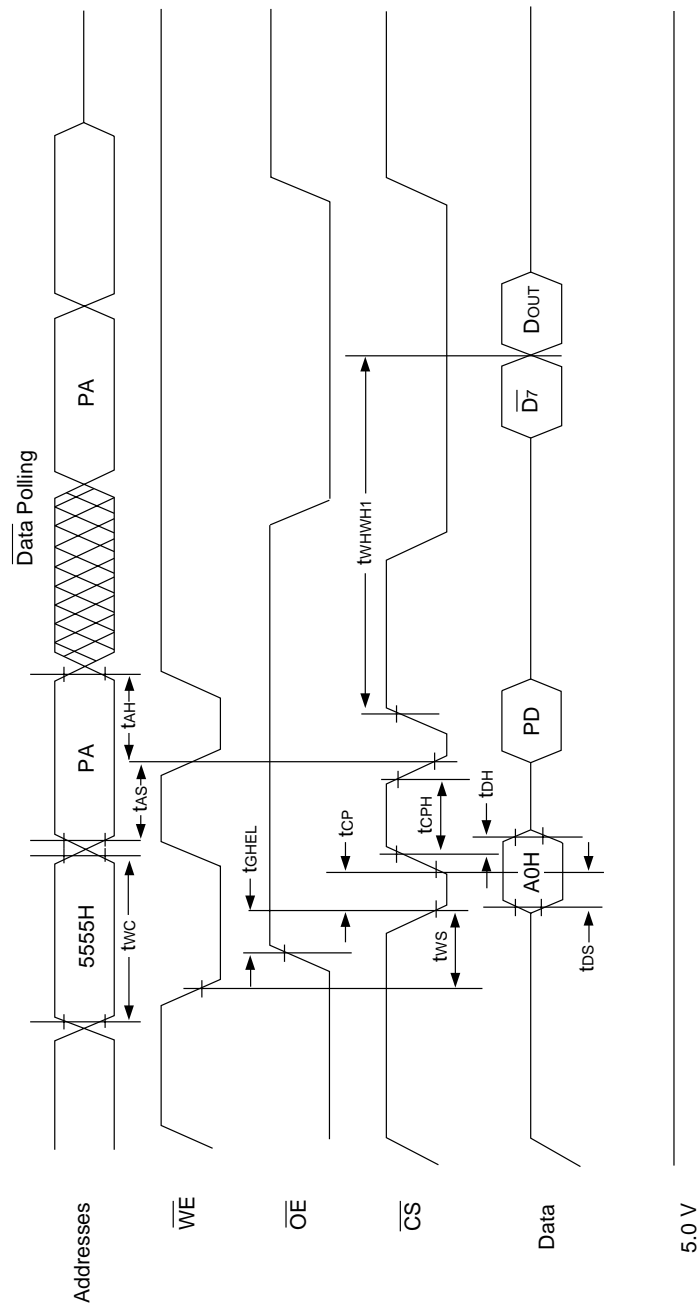 Data Polling
Addresses
5555H
PA
PA
tWC
tAS
tAH
WE
OE
tGHEL
CS
tWS
tCP
tCPH
tDH
tWHWH1
Data
A0H
PD
D7
DOUT
tDS
5.0 V